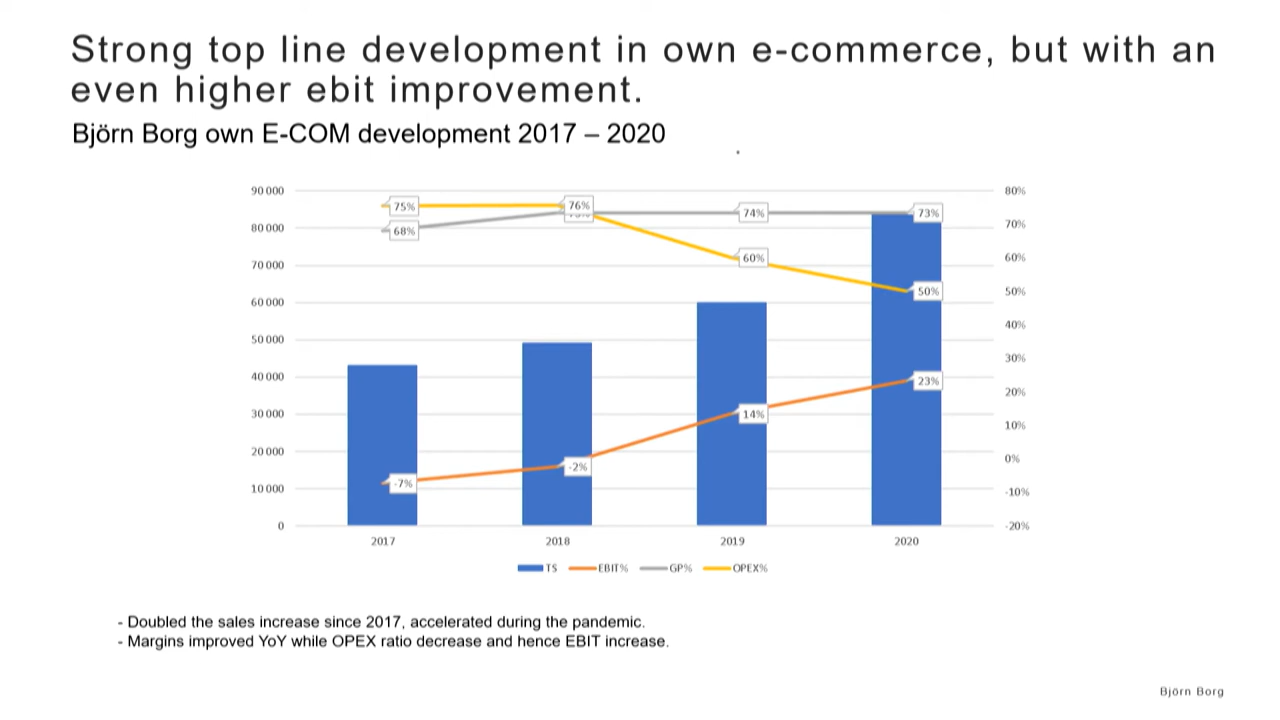 Strong top line development in own e-commerce, but with an
even higher ebit improvement.
Björn Borg own E-COM development 2017 – 2020
90 000 80%
75% 76% 74% 73%
80 000 68% 70%
70 000 60% 60%
60 000 50% 50%
50 000 40%
40 000 23% 30%
30 000 14% 20%
20 000 -2% 10%
10 000 -7% 0%
0 -10%
-20%
2017 2018 2019 2020
TS EBIT% GP% OPEX%
- Doubled the sales increase since 2017, accelerated during the pandemic.
- Margins improved YoY while OPEX ratio decrease and hence EBIT increase.
Björn Borg